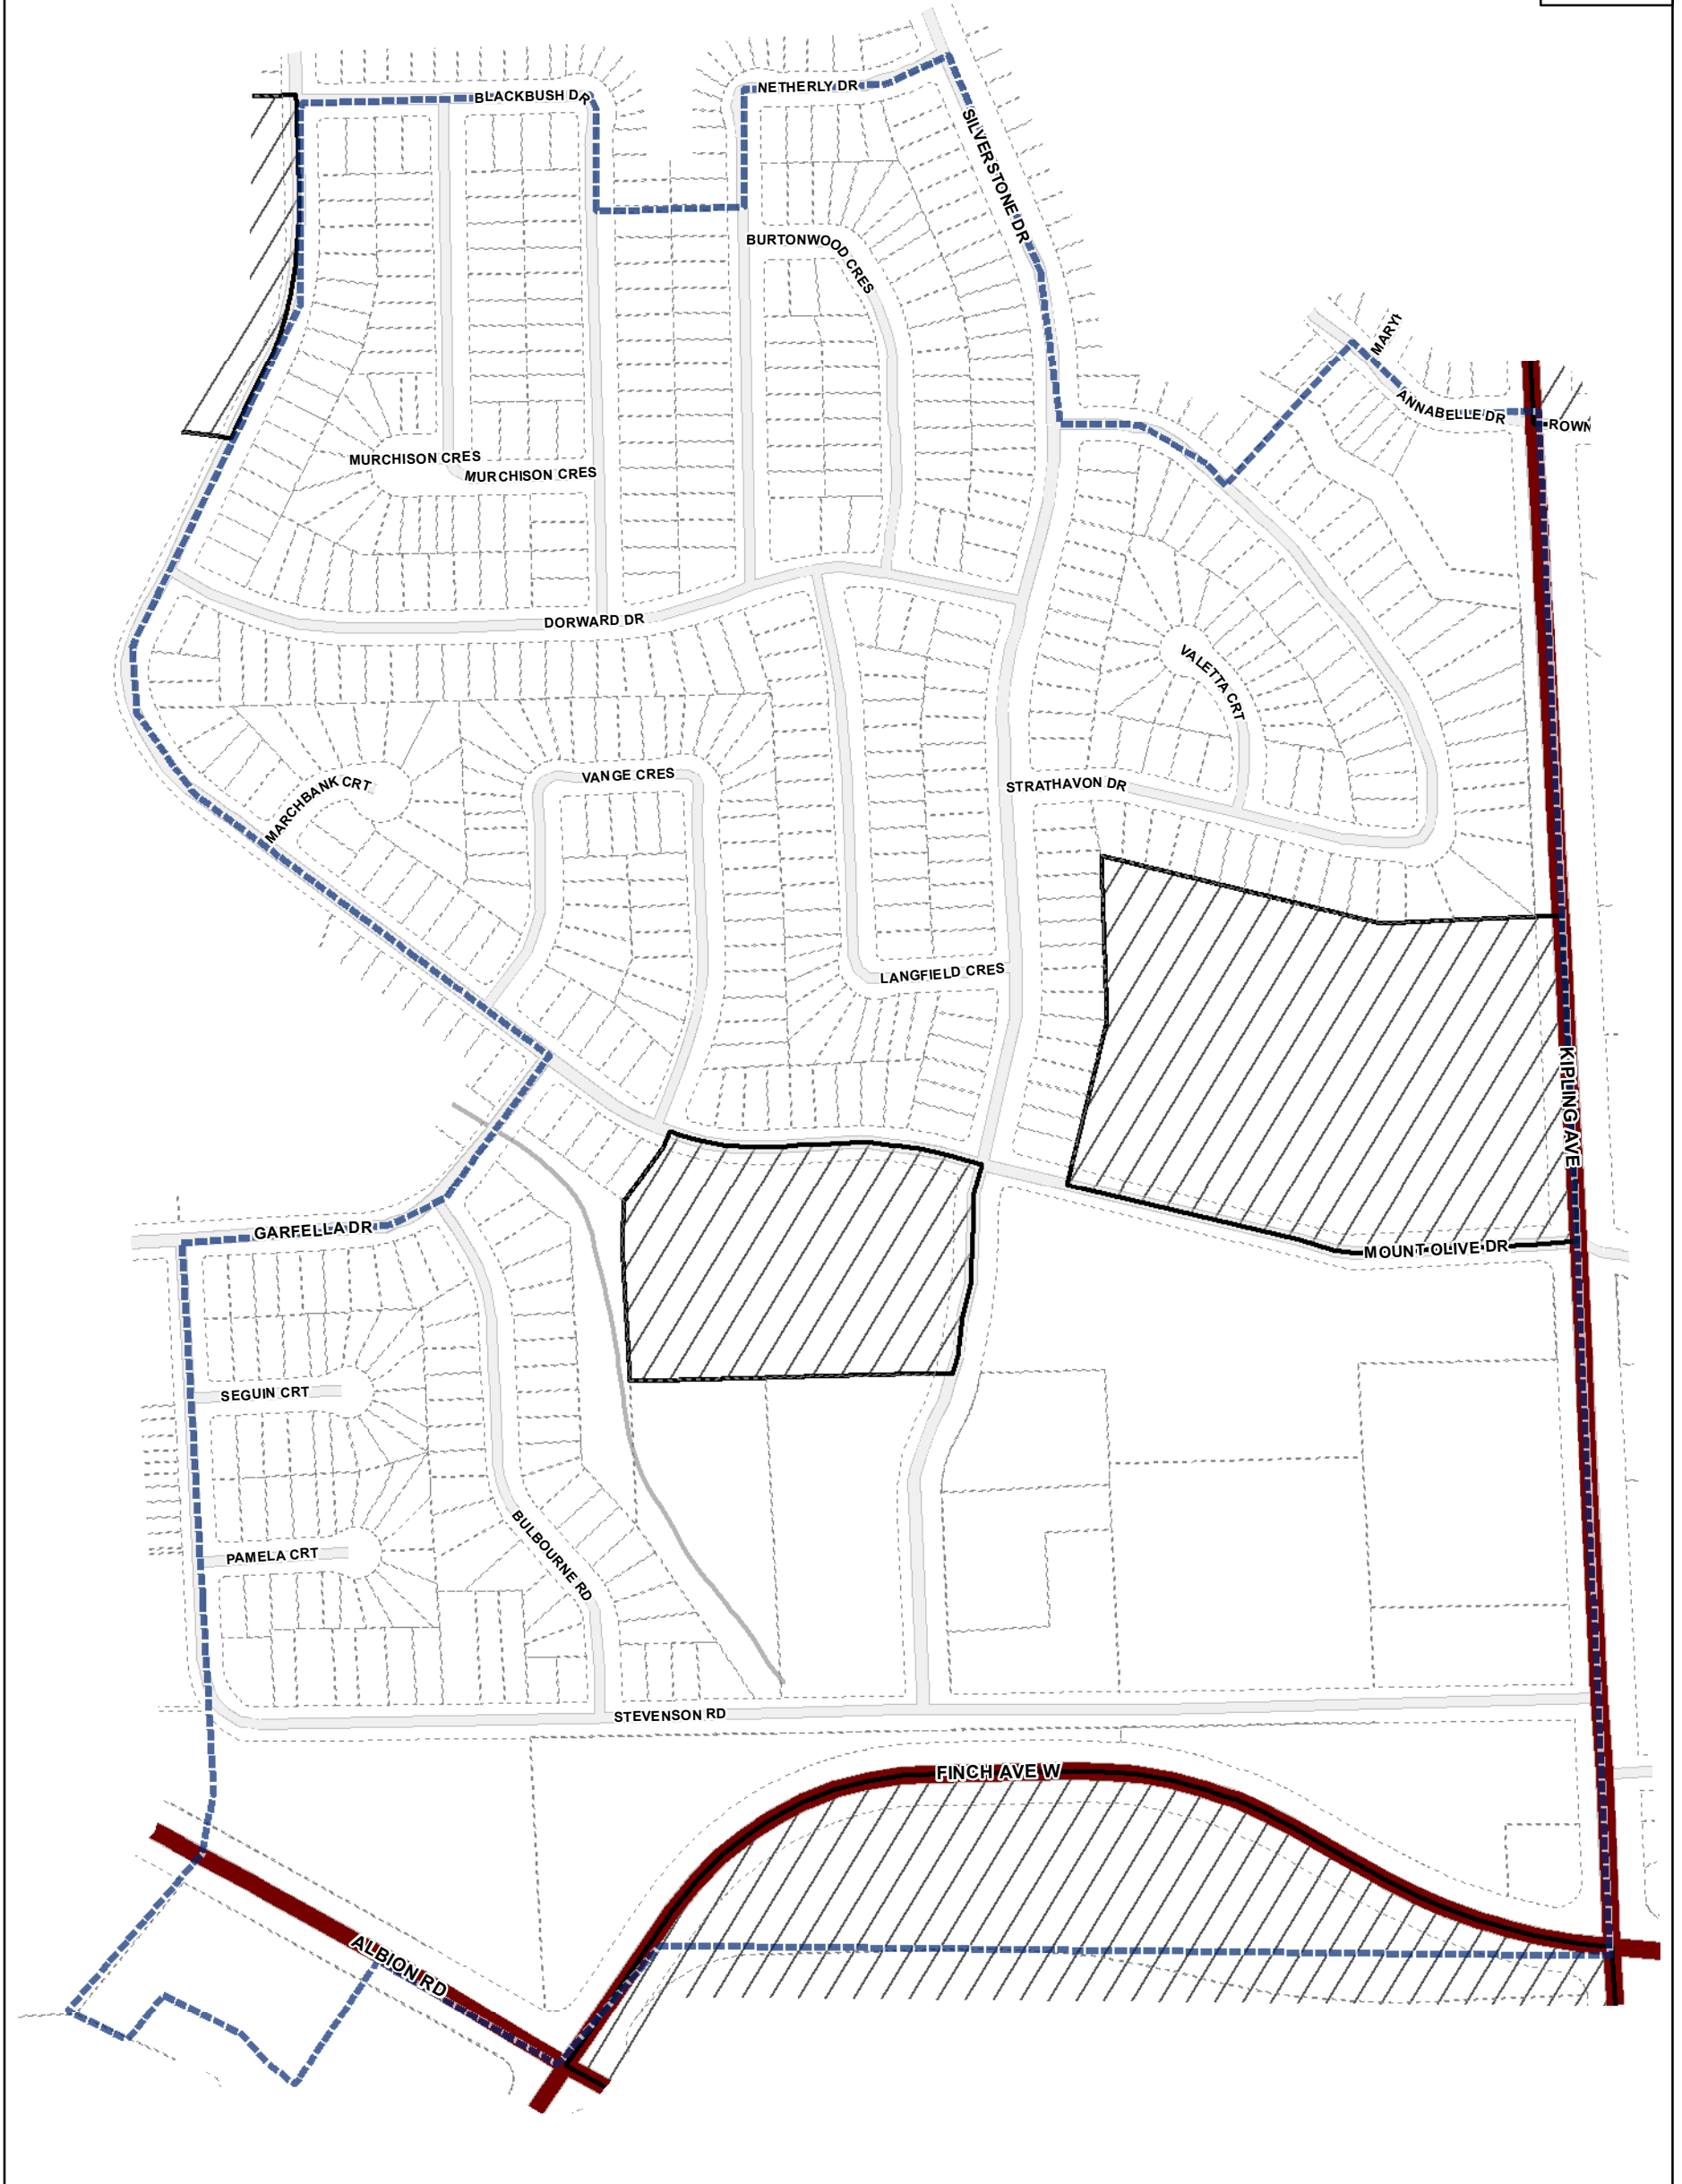 BLACKBUSH DR
NETHERLY DR
SILVERSTONE DR
BURTONWOOD CRES
MARYH
ANNABELLE DR
ROWN
MURCHISON CRES
MURCHISON CRES
DORWARD DR
VALETTA CRT
VANGE CRES
STRATHAVON DR
MARCHBANK CRT
LANGFIELD CRES
KIPLING AVE
GARFELLA DR
MOUNT OLIVE DR
SEGUIN CRT
BULBOURNE RD
PAMELA CRT
STEVENSON RD
FINCH AVE W
ALBION RD